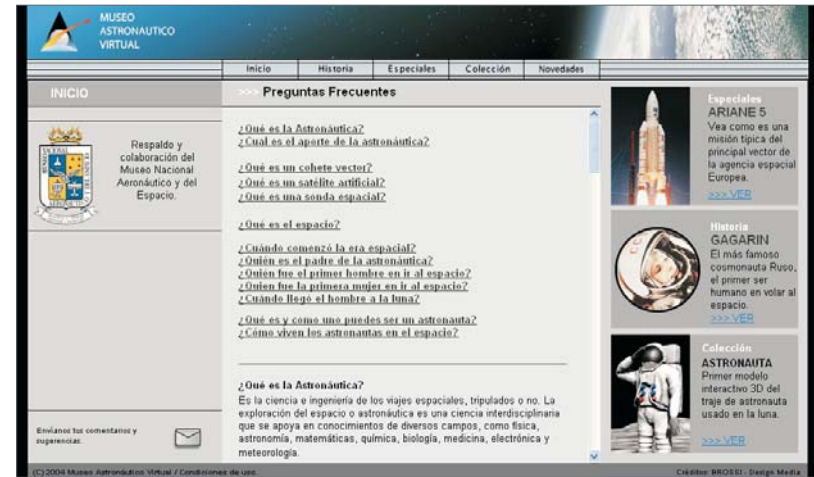 MUSEO
ASTRONAUTICO
VIRTUAL
Inicio Historia Especiales Colección Novedades
INICIO
>>> Preguntas Frecuentes
Respaldo y
colaboración del
Museo Nacional
Aeronáutico y del
Espacio.
Envíanos tus comentarios y
sugerencias.
¿Qué es la Astronáutica?
¿Cual es el aporte de la astronáutica?
¿Qué es un cohete vector?
¿Qué es un satélite artificial?
¿Qué es una sonda espacial?
¿Qué es el espacio?
¿Cuándo comenzó la era espacial?
¿Quién es el padre de la astronáutica?
¿Quién fue el primer hombre en ir al espacio?
¿Quien fue la primera mujer en ir al espacio?
¿Cuándo llegó el hombre a la luna?
¿Qué es y como uno puedes ser un astronauta?
¿Cómo viven los astronautas en el espacio?
¿Qué es la Astronáutica?
Es la ciencia e ingeniería de los viajes espaciales, tripulados o no. La
exploración del espacio o astronáutica es una ciencia interdisciplinaria
que se apoya en conocimientos de diversos campos, como física,
astronomía, matemáticas, química, biología, medicina, electrónica y
meteorología.
Especiales
ARIANE 5
Vea como es una
misión típica del
principal vector de
la agencia espacial
Europea.
>>> VER
Historia
GAGARIN
El más famoso
cosmonauta Ruso,
el primer ser
humano en volar al
espacio.
>>> VER
Colección
ASTRONAUTA
Primer modelo
interactivo 3D del
traje de astronauta
usado en la luna.
>>> VER
(C) 2004 Museo Astronáutico Virtual / Condiciones de uso.
Créditos: BROSSI - Design Media